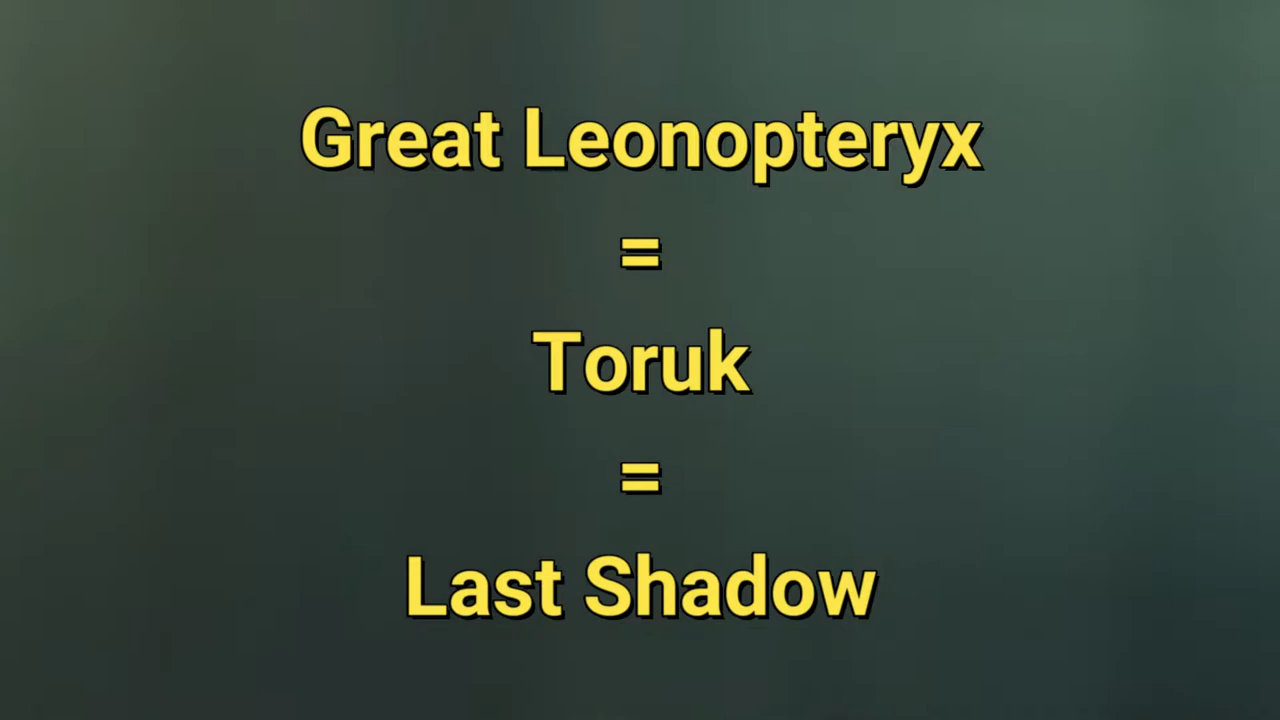 Great Leonopteryx
=
Toruk
=
Last Shadow